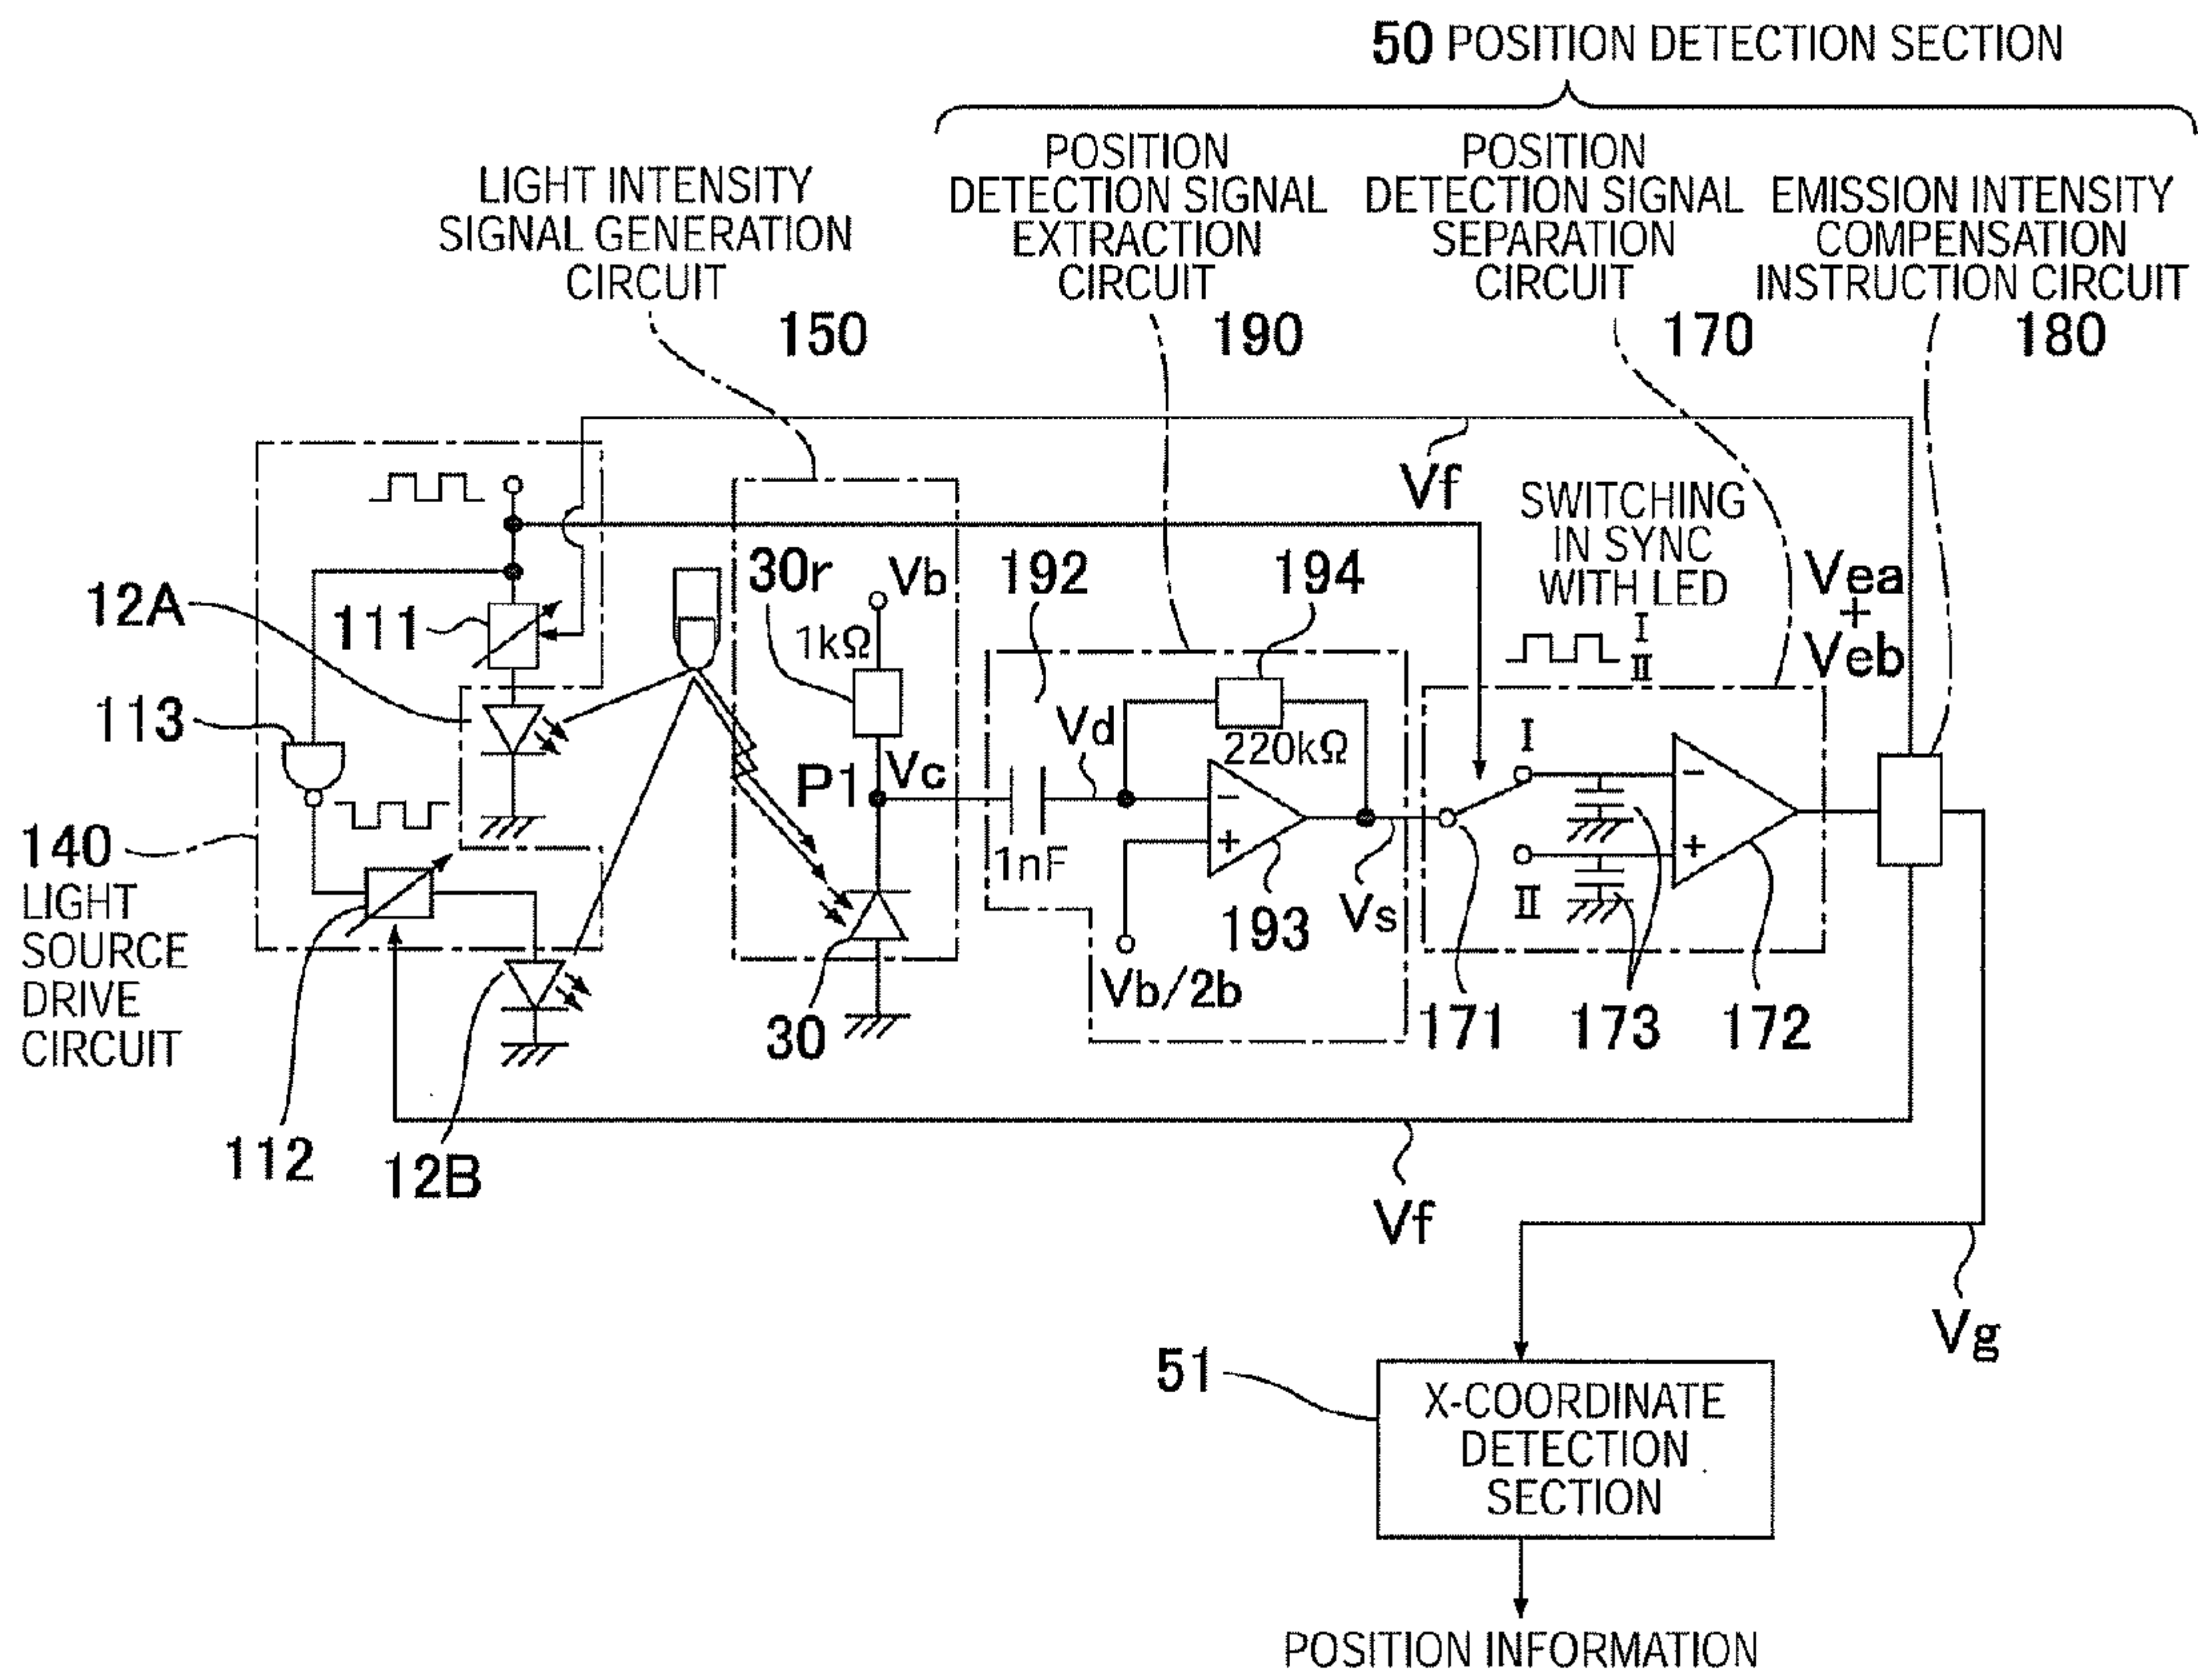 50 POSITION DETECTION SECTION
LIGHT INTENSITY
SIGNAL GENERATION
CIRCUIT
150
POSITION
DETECTION SIGNAL
EXTRACTION
CIRCUIT
190
POSITION
DETECTION SIGNAL
SEPARATION
CIRCUIT
170
EMISSION INTENSITY
COMPENSATION
INSTRUCTION CIRCUIT
180
Vf
SWITCHING
IN SYNC
WITH LED
I
II
Vea
+
Veb
12A
111
113
30r
Vb
1kΩ
P1
Vc
192
194
Vd
220kΩ
1nF
−
+
193
Vs
Vb/2b
I
II
−
+
171
173
172
140
LIGHT
SOURCE
DRIVE
CIRCUIT
30
112
12B
Vf
Vg
51
X-COORDINATE
DETECTION
SECTION
POSITION INFORMATION